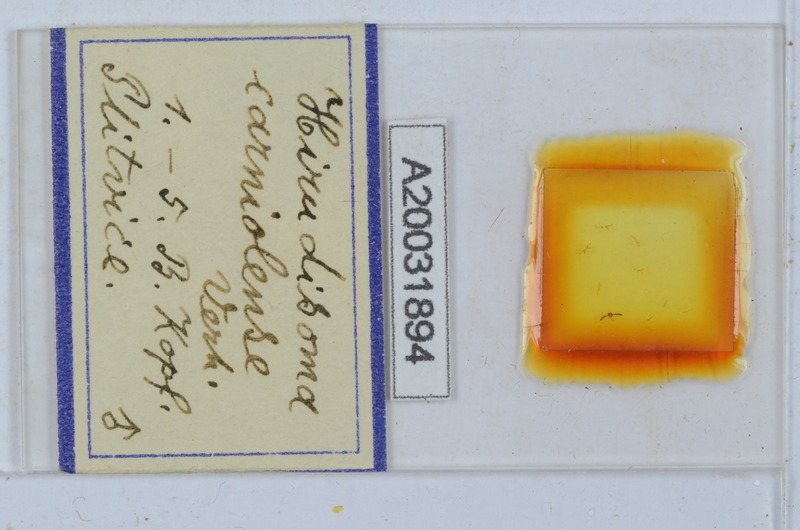 Hirudisoma
carniolense
Verh.
1.-5. B. Kopf.
Plitvice. ♂
A20031894